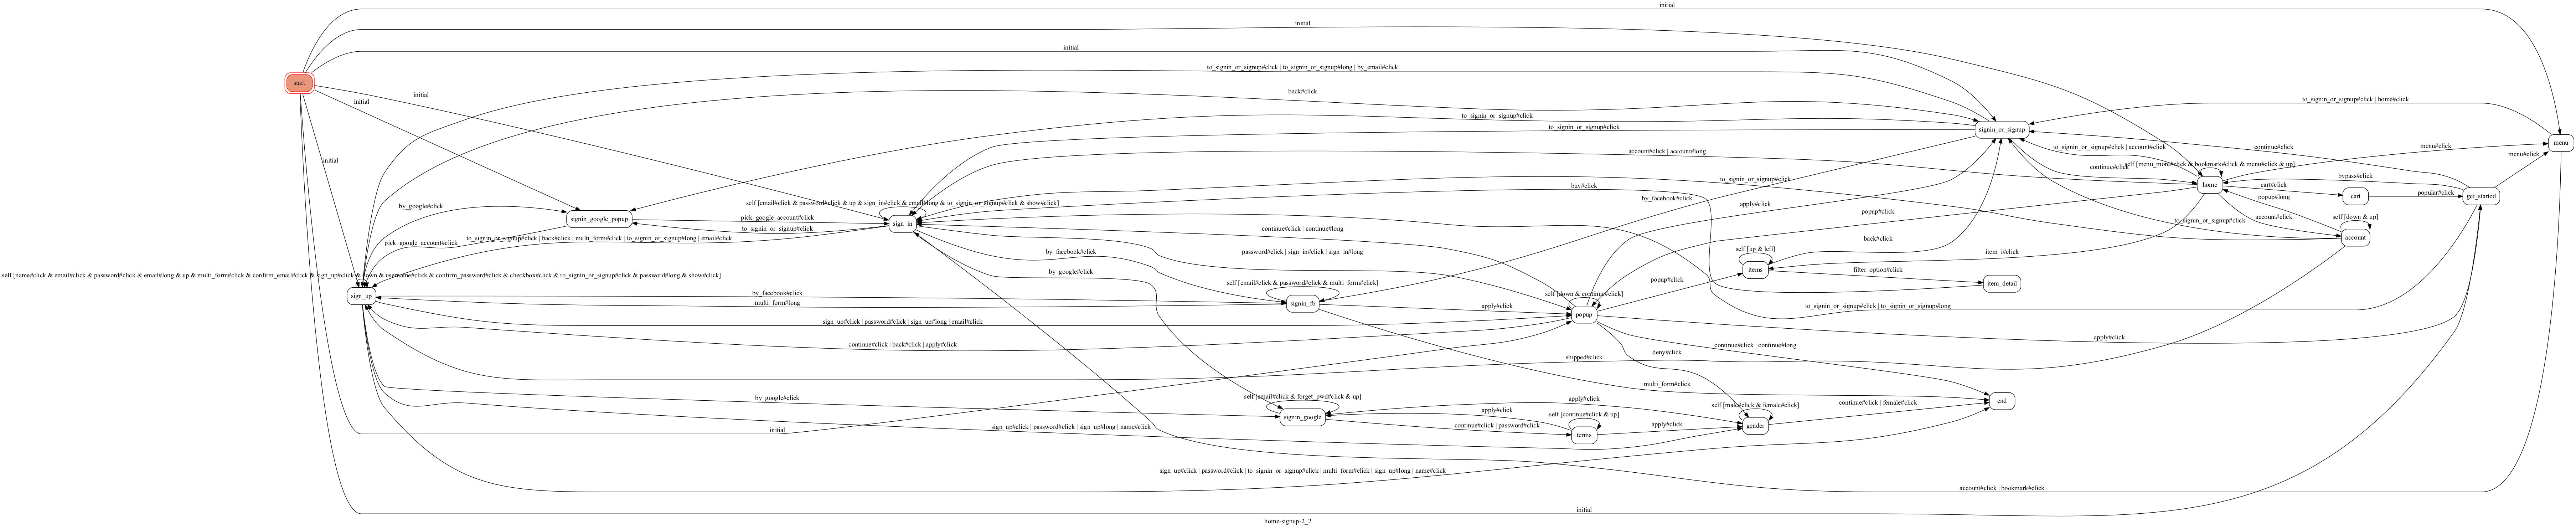 initial
initial
initial
to_signin_or_signup#click | to_signin_or_signup#long | by_email#click
start
initial
initial
back#click
to_signin_or_signup#click | home#click
to_signin_or_signup#click
to_signin_or_signup#click
signin_or_signup
menu
initial
account#click | account#long
to_signin_or_signup#click | account#click
continue#click
menu#click
menu#click
continue#click
self [menu_more#click & bookmark#click & menu#click & up]
bypass#click
to_signin_or_signup#click
buy#click
home
cart#click
cart
popular#click
get_started
by_facebook#click
popup#long
self [email#click & password#click & up & sign_in#click & email#long & to_signin_or_signup#click & show#click]
apply#click
by_google#click
popup#click
signin_google_popup
pick_google_account#click
sign_in
account#click
self [down & up]
to_signin_or_signup#click
to_signin_or_signup#click
continue#click | continue#long
to_signin_or_signup#click | back#click | multi_form#click | to_signin_or_signup#long | email#click
pick_google_account#click
back#click
account
self [up & left]
by_facebook#click
password#click | sign_in#click | sign_in#long
item_i#click
by_google#click
items
filter_option#click
self [name#click & email#click & password#click & email#long & up & multi_form#click & confirm_email#click & sign_up#click & down & username#click & confirm_password#click & checkbox#click & to_signin_or_signup#click & password#long & show#click]
popup#click
self [email#click & password#click & multi_form#click]
item_detail
sign_up
by_facebook#click
self [down & continue#click]
multi_form#long
signin_fb
apply#click
to_signin_or_signup#click | to_signin_or_signup#long
popup
sign_up#click | password#click | sign_up#long | email#click
apply#click
continue#click | back#click | apply#click
continue#click | continue#long
deny#click
shipped#click
multi_form#click
by_google#click
self [email#click & forget_pwd#click & up]
apply#click
end
continue#click | female#click
self [male#click & female#click]
apply#click
self [continue#click & up]
signin_google
continue#click | password#click
apply#click
gender
initial
sign_up#click | password#click | sign_up#long | name#click
terms
sign_up#click | password#click | to_signin_or_signup#click | multi_form#click | sign_up#long | name#click
account#click | bookmark#click
initial
home-signup-2_2